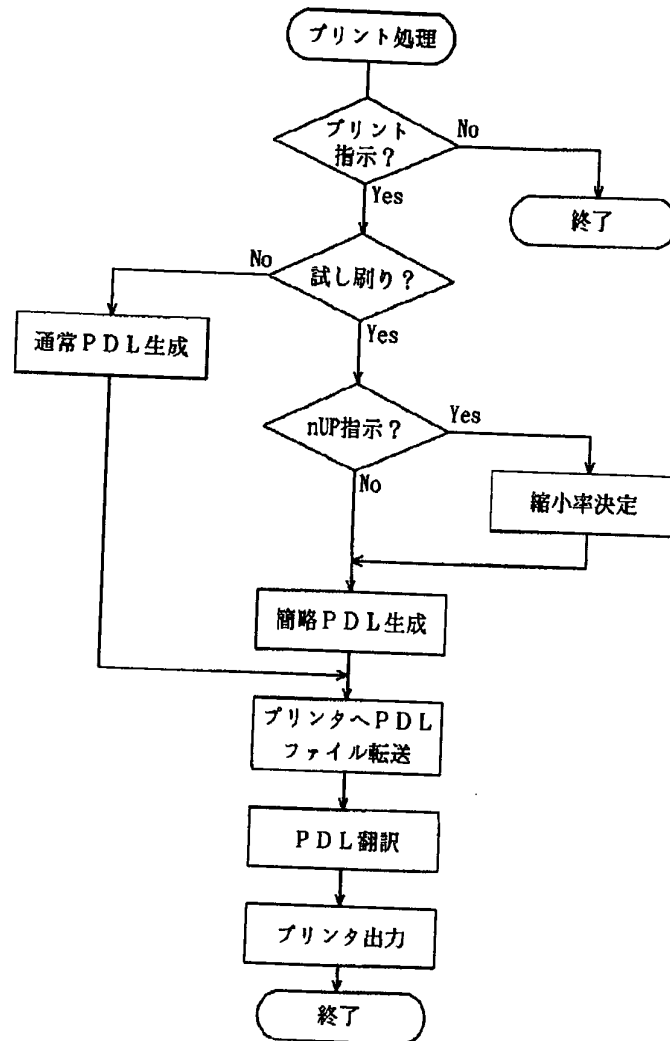 プリント処理
プリント
指示？
No
Yes
終了
試し刷り？
No
Yes
通常ＰＤＬ生成
nUP指示？
Yes
No
縮小率決定
簡略ＰＤＬ生成
プリンタへＰＤＬ
ファイル転送
ＰＤＬ翻訳
プリンタ出力
終了